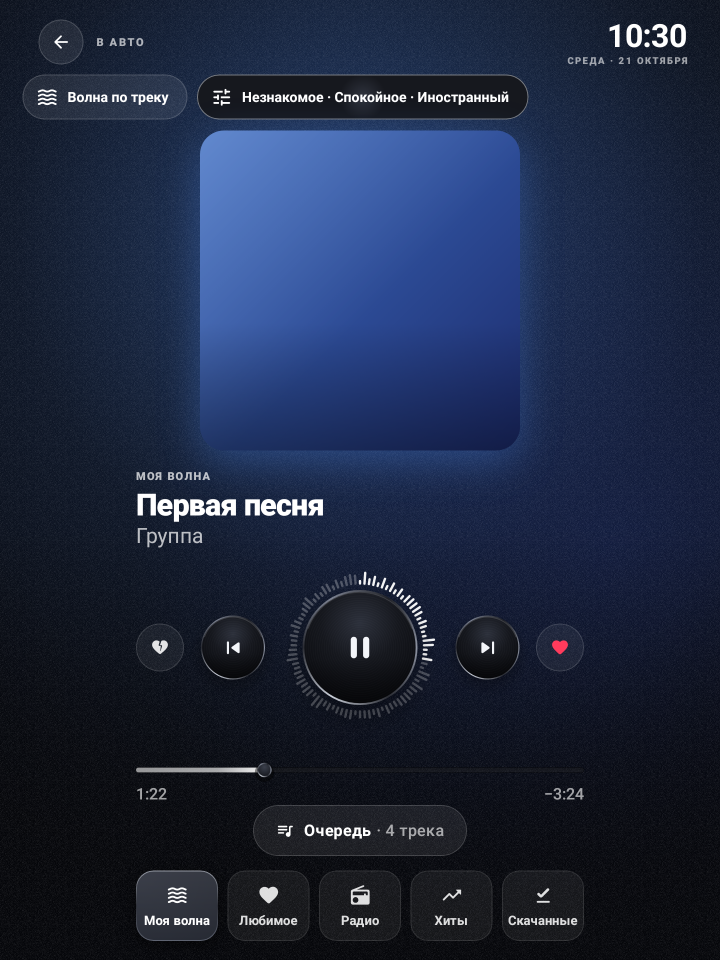 В АВТО
10:30
СРЕДА · 21 ОКТЯБРЯ
Волна по треку
Незнакомое · Спокойное · Иностранный
МОЯ ВОЛНА
Первая песня
Группа
1:22
−3:24
Очередь · 4 трека
Моя волна
Любимое
Радио
Хиты
Скачанные